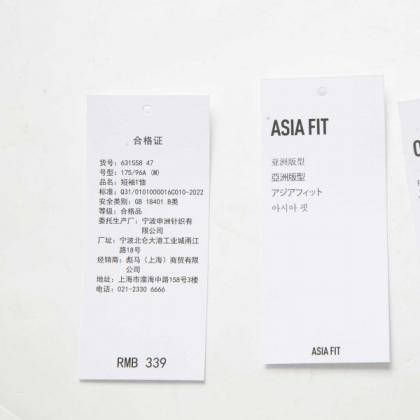 合格证
货号: 631558 47
号型: 175/96A (M)
品名: 短袖T恤
标准: Q31/0101000016C010-2022
安全类别: GB 18401 B类
等级: 合格品
委托生产厂: 宁波申洲针织有
限公司
厂址: 宁波北仑大港工业城甬江
路18号
经销商: 彪马（上海）商贸有限
公司
地址: 上海市淮海中路158号3楼
电话: 021-2330 6666
RMB 339
ASIA FIT
亚洲版型
亞洲版型
アジアフィット
아시아 핏
ASIA FIT